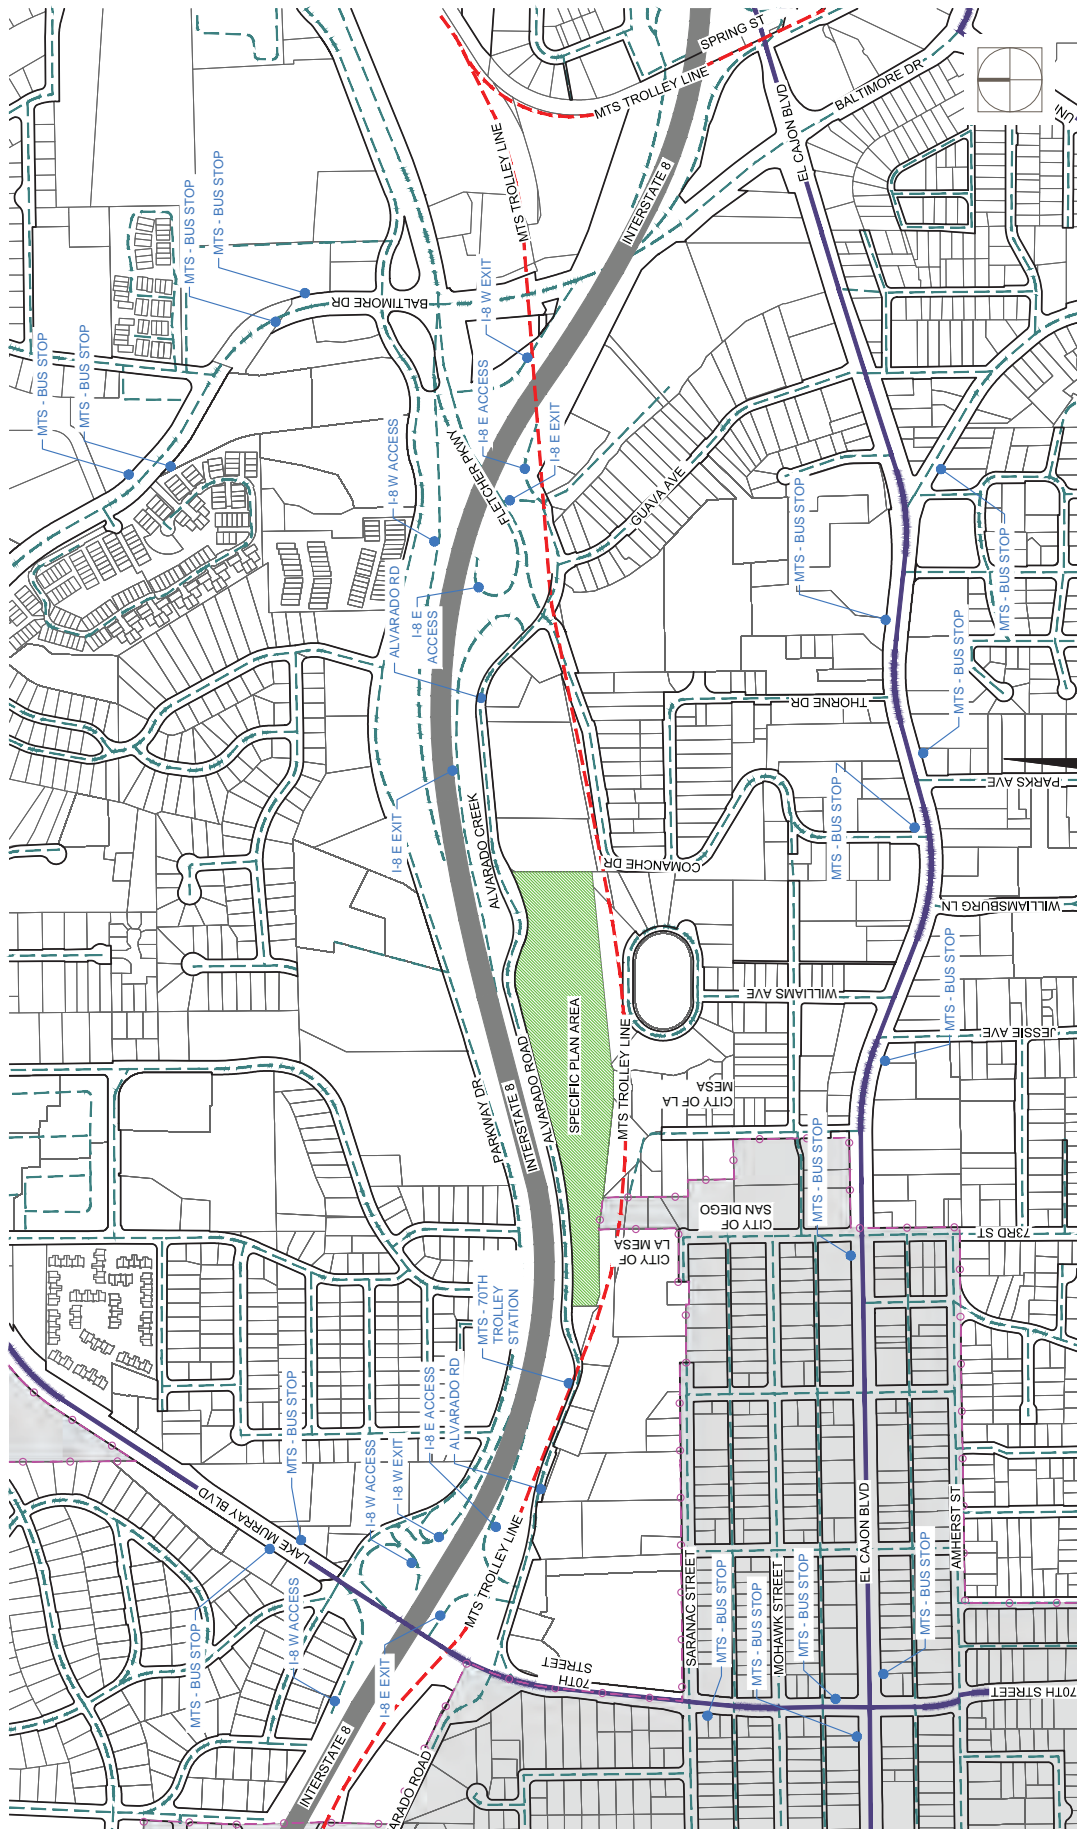 SPRING ST
MTS TROLLEY LINE
BALTIMORE DR
EL CAJON BLVD
UNI
MTS TROLLEY LINE
INTERSTATE 8
MTS - BUS STOP
MTS - BUS STOP
BALTIMORE DR
I-8 W EXIT
MTS - BUS STOP
MTS - BUS STOP
I-8 E ACCESS
I-8 E EXIT
I-8 W ACCESS
FLETCHER PKWY
GUAVA AVE
MTS - BUS STOP
MTS - BUS STOP
ALVARADO RD
I-8 E
ACCESS
MTS - BUS STOP
THORNE DR
PARKS AVE
I-8 E EXIT
ALVARADO CREEK
MTS - BUS STOP
COMANCHE DR
WILLIAMSBURG LN
WILLIAMS AVE
MTS - BUS STOP
JESSIE AVE
SPECIFIC PLAN AREA
MTS TROLLEY LINE
ALVARADO ROAD
INTERSTATE 8
PARKWAY DR
CITY OF LA
MESA
MTS - BUS STOP
CITY OF
SAN DIEGO
CITY OF
LA MESA
73RD ST
MTS - 70TH
TROLLEY
STATION
MTS - BUS STOP
I-8 E ACCESS
ALVARADO RD
I-8 W ACCESS
I-8 W EXIT
LAKE MURRAY BLVD
MTS TROLLEY LINE
EL CAJON BLVD
AMHERST ST
SARANAC STREET
MOHAWK STREET
MTS - BUS STOP
MTS - BUS STOP
MTS - BUS STOP
MTS - BUS STOP
I-8 W ACCESS
MTS - BUS STOP
I-8 E EXIT
70TH
STREET
70TH STREET
INTERSTATE 8
ARADO ROAD